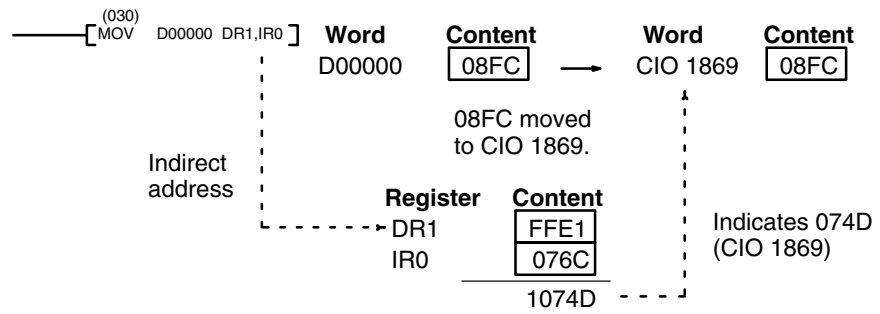 (030)
MOV D00000 DR1,IR0
Word Content Word Content
D00000 08FC CIO 1869 08FC
08FC moved
to CIO 1869.
Indirect
address
Register Content
DR1 FFE1
IR0 076C
1074D
Indicates 074D
(CIO 1869)